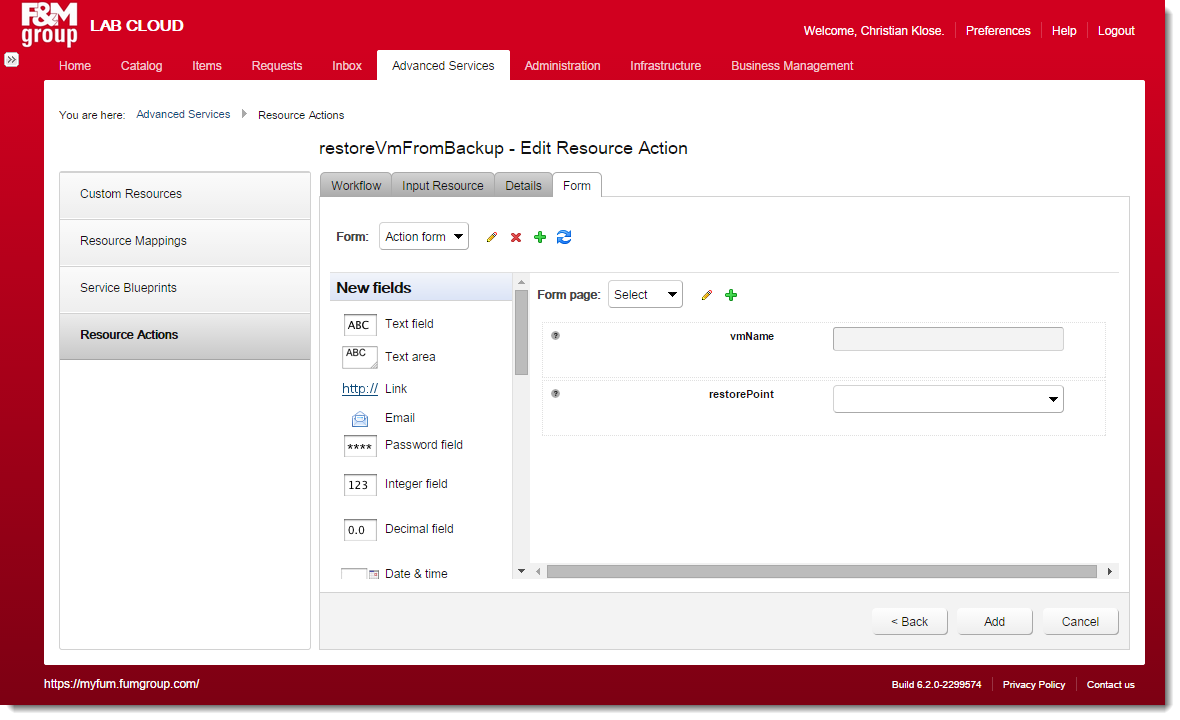 F&M
group
LAB CLOUD
Welcome, Christian Klose. Preferences Help Logout
Home Catalog Items Requests Inbox Advanced Services Administration Infrastructure Business Management
You are here: Advanced Services Resource Actions
restoreVmFromBackup - Edit Resource Action
Custom Resources
Resource Mappings
Service Blueprints
Resource Actions
Workflow Input Resource Details Form
Form: Action form
New fields
ABC Text field
ABC Text area
http:// Link
Email
**** Password field
123 Integer field
0.0 Decimal field
Date & time
Form page: Select
? vmName
? restorePoint
< Back Add Cancel
https://myfum.fumgroup.com/
Build 6.2.0-2299574 Privacy Policy Contact us